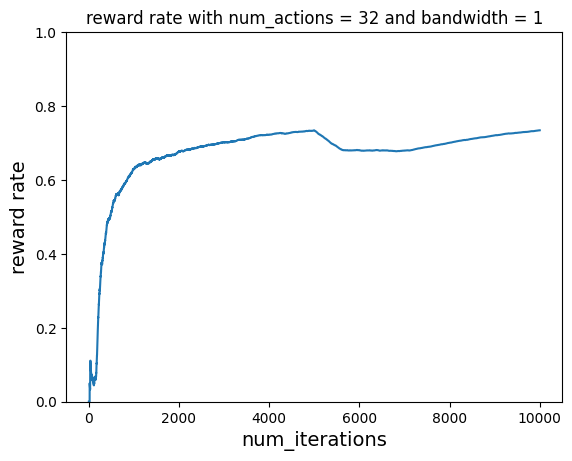 reward rate with num_actions = 32 and bandwidth = 1
1.0
0.8
0.6
0.4
0.2
0.0
reward rate
0 2000 4000 6000 8000 10000
num_iterations